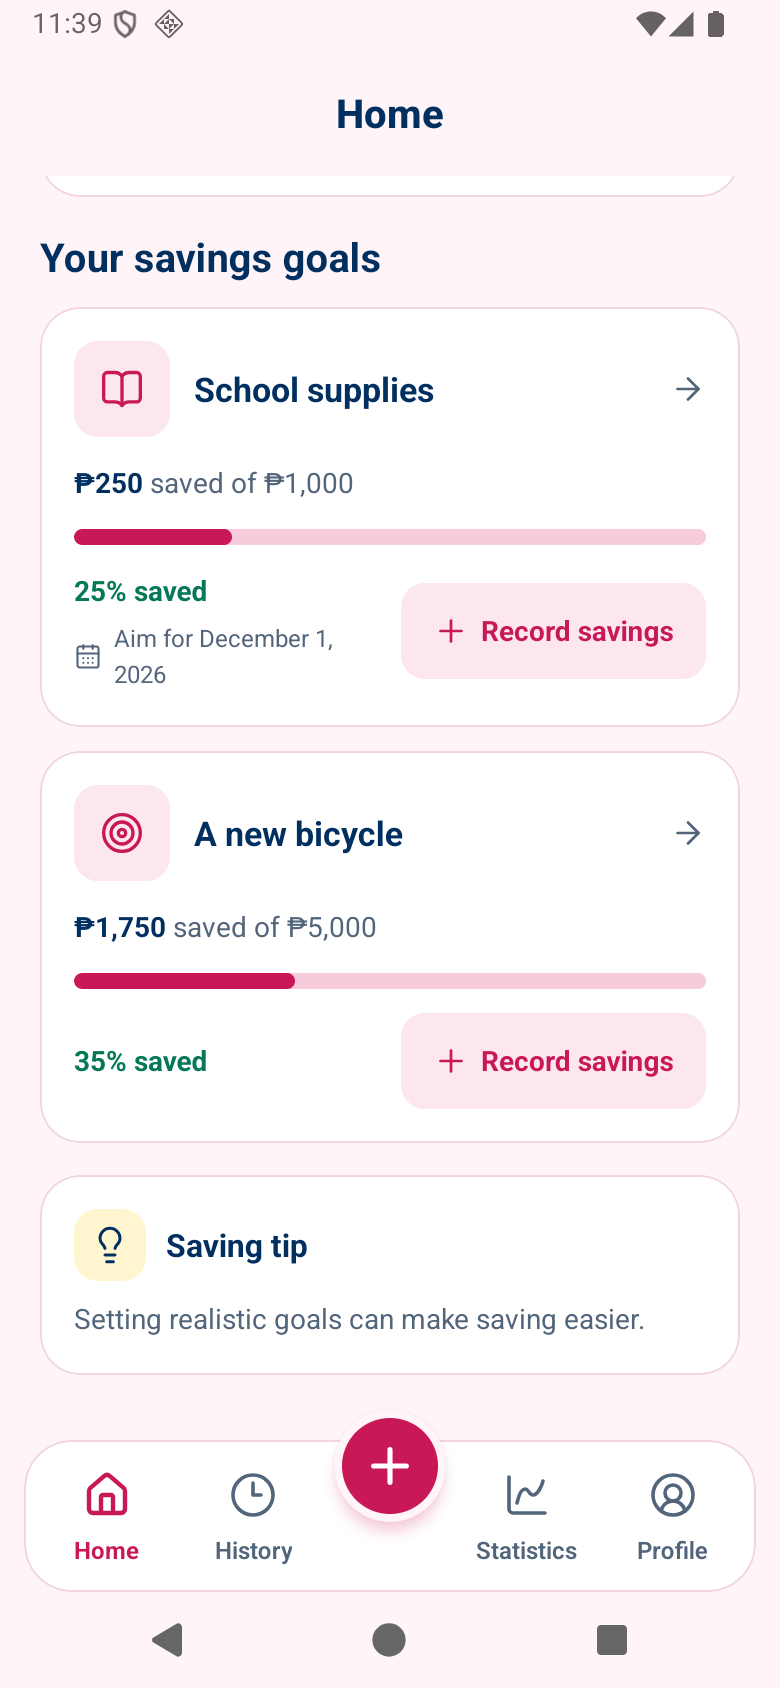 11:39
Home
Your savings goals
School supplies
₱250 saved of ₱1,000
25% saved
Aim for December 1,
2026
Record savings
A new bicycle
₱1,750 saved of ₱5,000
35% saved
Record savings
Saving tip
Setting realistic goals can make saving easier.
Home
History
Statistics
Profile